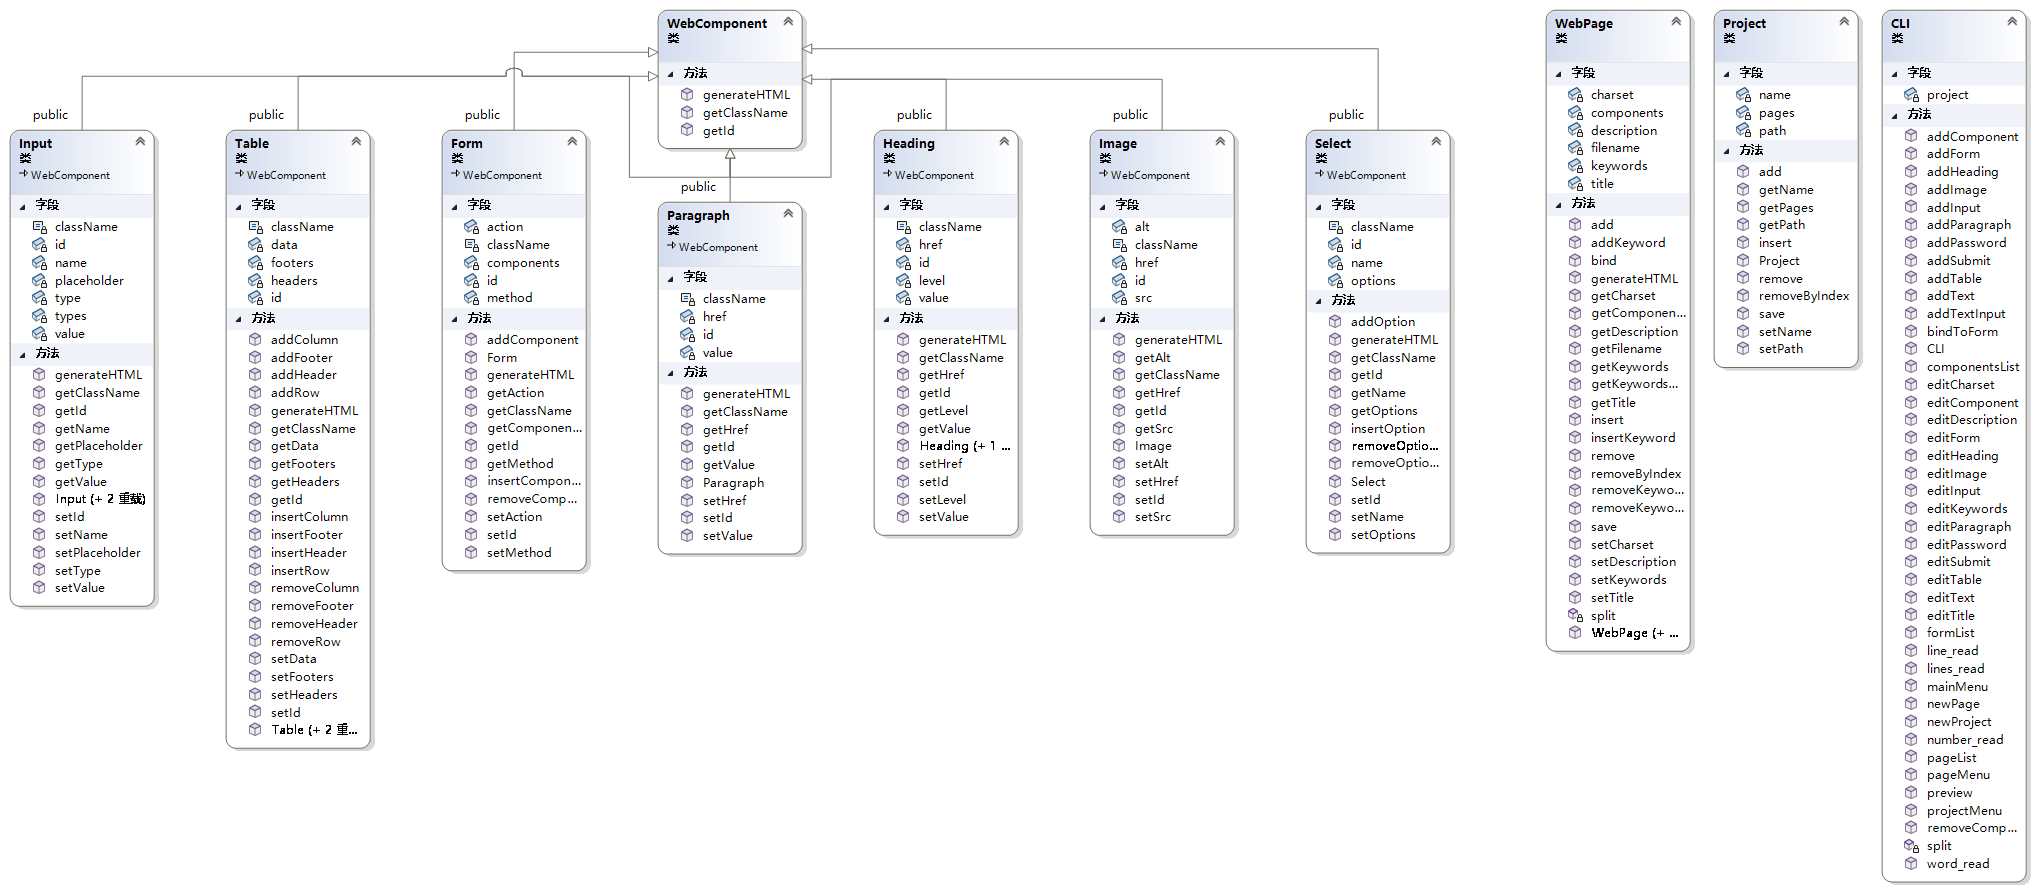 WebComponent
类
方法
generateHTML
getClassName
getId
public
Input
类
WebComponent
字段
className
id
name
placeholder
type
types
value
方法
generateHTML
getClassName
getId
getName
getPlaceholder
getType
getValue
Input (+ 2 重载)
setId
setName
setPlaceholder
setType
setValue
public
Table
类
WebComponent
字段
className
data
footers
headers
id
方法
addColumn
addFooter
addHeader
addRow
generateHTML
getClassName
getData
getFooters
getHeaders
getId
insertColumn
insertFooter
insertHeader
insertRow
removeColumn
removeFooter
removeHeader
removeRow
setData
setFooters
setHeaders
setId
Table (+ 2 重...
public
Form
类
WebComponent
字段
action
className
components
id
method
方法
addComponent
Form
generateHTML
getAction
getClassName
getComponen...
getId
getMethod
insertCompon...
removeComp...
setAction
setId
setMethod
public
Paragraph
类
WebComponent
字段
className
href
id
value
方法
generateHTML
getClassName
getHref
getId
getValue
Paragraph
setHref
setId
setValue
public
Heading
类
WebComponent
字段
className
href
id
level
value
方法
generateHTML
getClassName
getHref
getId
getLevel
getValue
Heading (+ 1 ...
setHref
setId
setLevel
setValue
public
Image
类
WebComponent
字段
alt
className
href
id
src
方法
generateHTML
getAlt
getClassName
getHref
getId
getSrc
Image
setAlt
setHref
setId
setSrc
public
Select
类
WebComponent
字段
className
id
name
options
方法
addOption
generateHTML
getClassName
getId
getName
getOptions
insertOption
removeOptio...
removeOptio...
Select
setId
setName
setOptions
WebPage
类
字段
charset
components
description
filename
keywords
title
方法
add
addKeyword
bind
generateHTML
getCharset
getComponen...
getDescription
getFilename
getKeywords
getKeywords...
getTitle
insert
insertKeyword
remove
removeByIndex
removeKeywo...
removeKeywo...
save
setCharset
setDescription
setKeywords
setTitle
split
WebPage (+ ...
Project
类
字段
name
pages
path
方法
add
getName
getPages
getPath
insert
Project
remove
removeByIndex
save
setName
setPath
CLI
类
字段
project
方法
addComponent
addForm
addHeading
addImage
addInput
addParagraph
addPassword
addSubmit
addTable
addText
addTextInput
bindToForm
CLI
componentsList
editCharset
editComponent
editDescription
editForm
editHeading
editImage
editInput
editKeywords
editParagraph
editPassword
editSubmit
editTable
editText
editTitle
formList
line_read
lines_read
mainMenu
newPage
newProject
number_read
pageList
pageMenu
preview
projectMenu
removeComp...
split
word_read